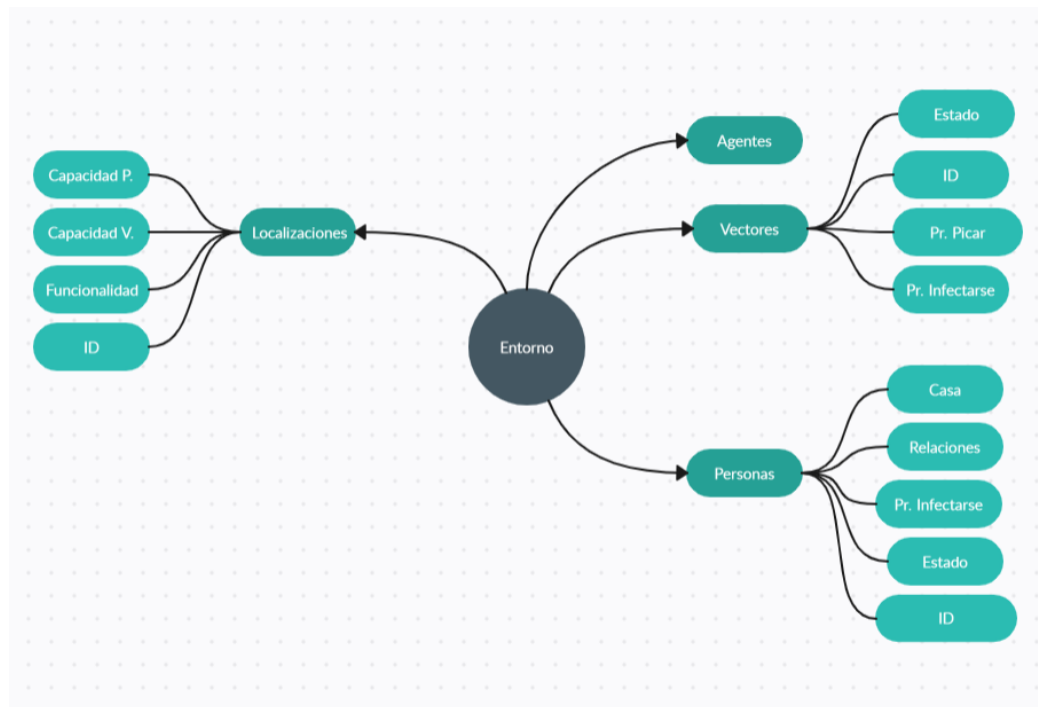 Capacidad P.
Capacidad V.
Funcionalidad
ID
Localizaciones
Entorno
Agentes
Vectores
Estado
ID
Pr. Picar
Pr. Infectarse
Personas
Casa
Relaciones
Pr. Infectarse
Estado
ID